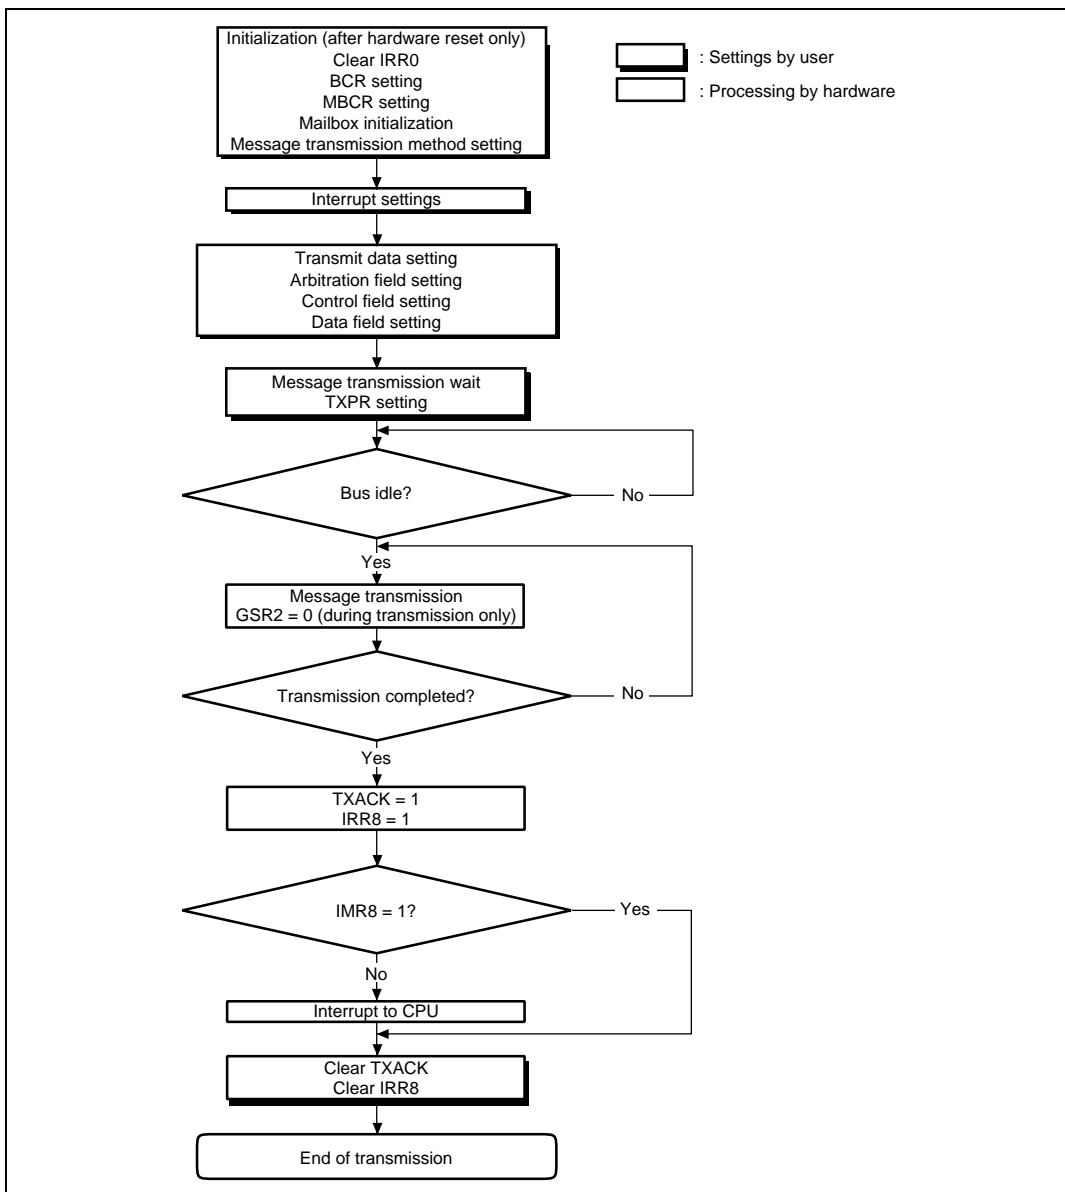 Initialization (after hardware reset only)
Clear IRR0
BCR setting
MBCR setting
Mailbox initialization
Message transmission method setting
: Settings by user
: Processing by hardware
Interrupt settings
Transmit data setting
Arbitration field setting
Control field setting
Data field setting
Message transmission wait
TXPR setting
Bus idle?
No
Yes
Message transmission
GSR2 = 0 (during transmission only)
Transmission completed?
No
Yes
TXACK = 1
IRR8 = 1
IMR8 = 1?
Yes
No
Interrupt to CPU
Clear TXACK
Clear IRR8
End of transmission